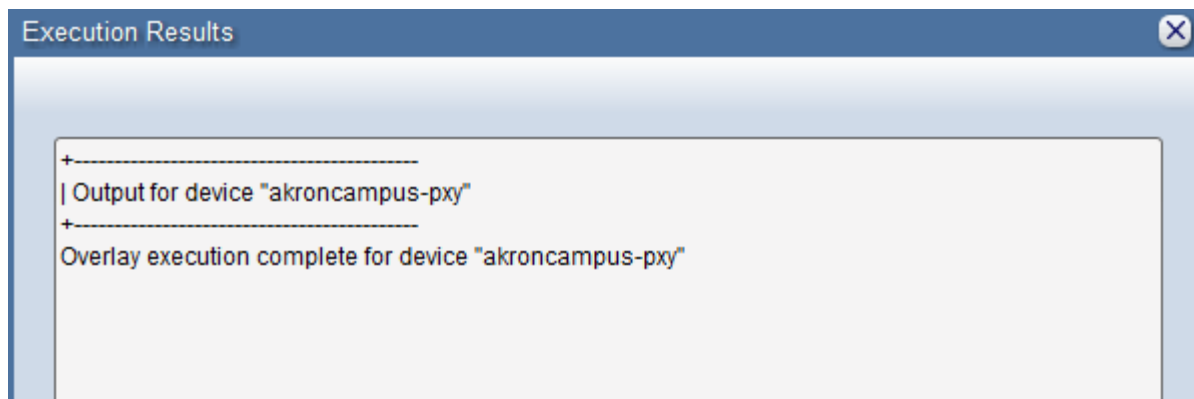 Execution Results
+-------------------------------------------
| Output for device "akroncampus-pxy"
+-------------------------------------------
Overlay execution complete for device "akroncampus-pxy"